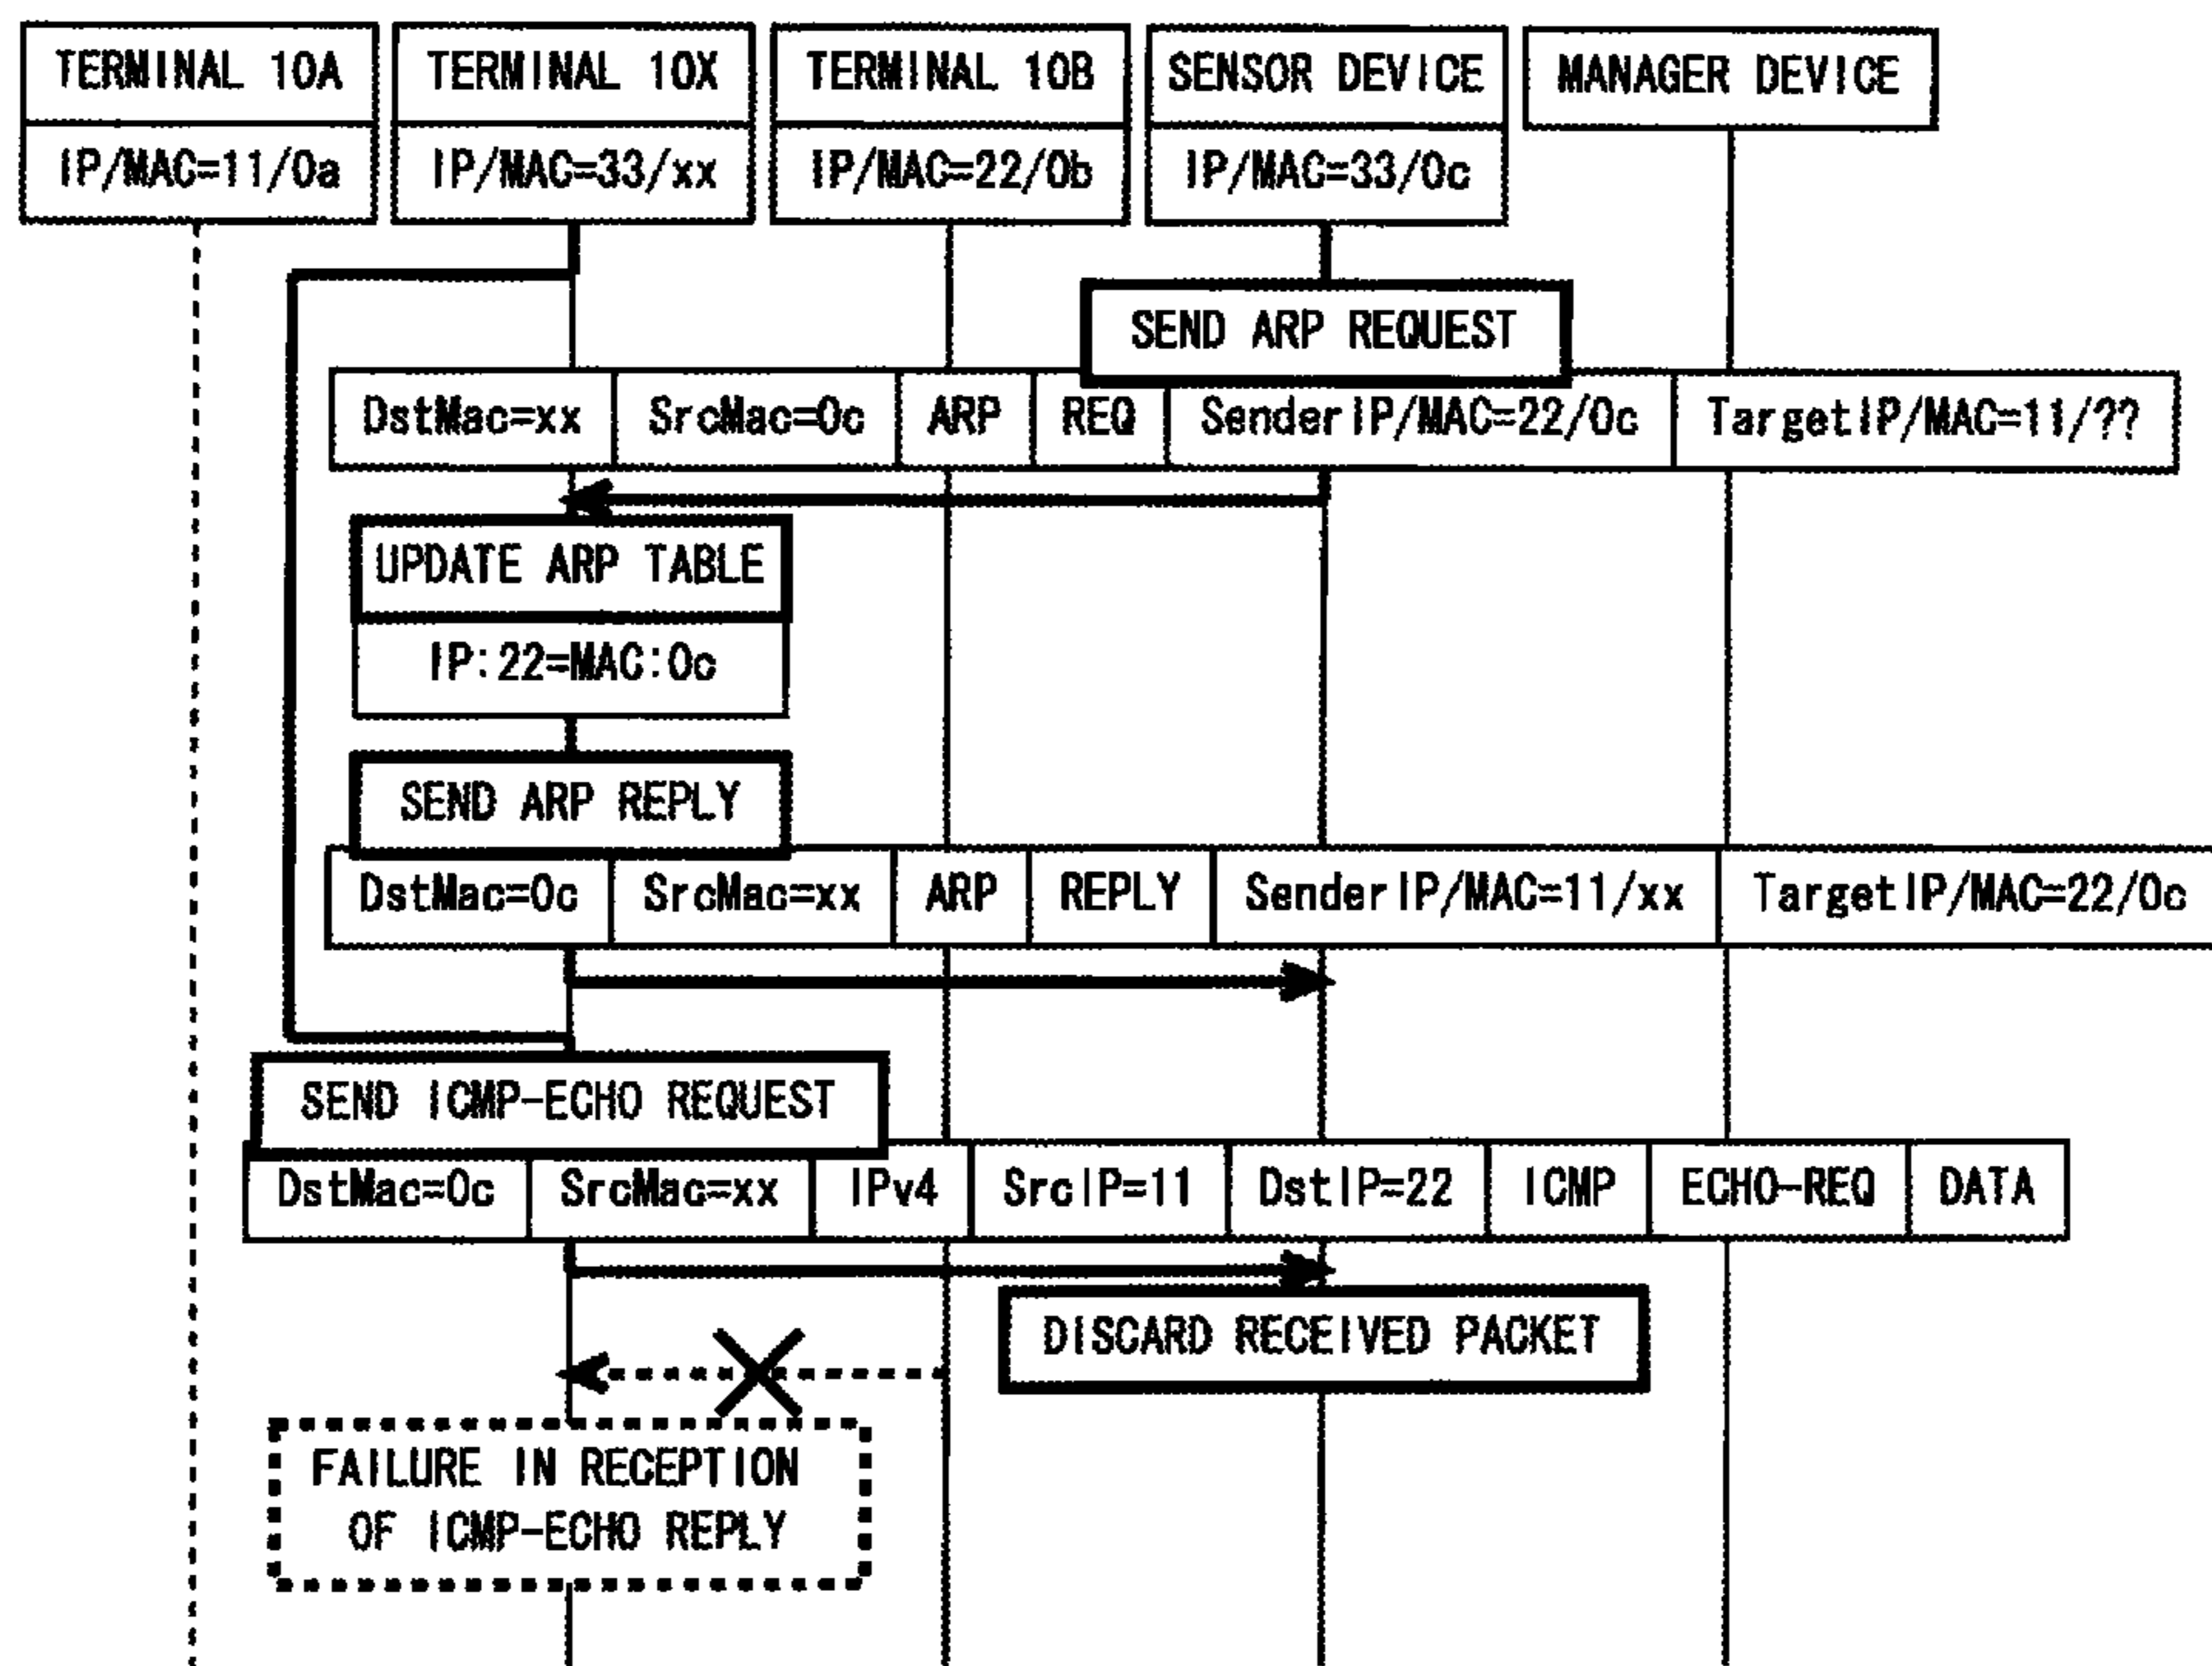 TERMINAL 10A
TERMINAL 10X
TERMINAL 10B
SENSOR DEVICE
MANAGER DEVICE
IP/MAC=11/0a
IP/MAC=33/xx
IP/MAC=22/0b
IP/MAC=33/0c
SEND ARP REQUEST
DstMac=xx
SrcMac=0c
ARP
REQ
SenderIP/MAC=22/0c
TargetIP/MAC=11/??
UPDATE ARP TABLE
IP:22=MAC:0c
SEND ARP REPLY
DstMac=0c
SrcMac=xx
ARP
REPLY
SenderIP/MAC=11/xx
TargetIP/MAC=22/0c
SEND ICMP-ECHO REQUEST
DstMac=0c
SrcMac=xx
IPv4
SrcIP=11
DstIP=22
ICMP
ECHO-REQ
DATA
DISCARD RECEIVED PACKET
FAILURE IN RECEPTION
OF ICMP-ECHO REPLY